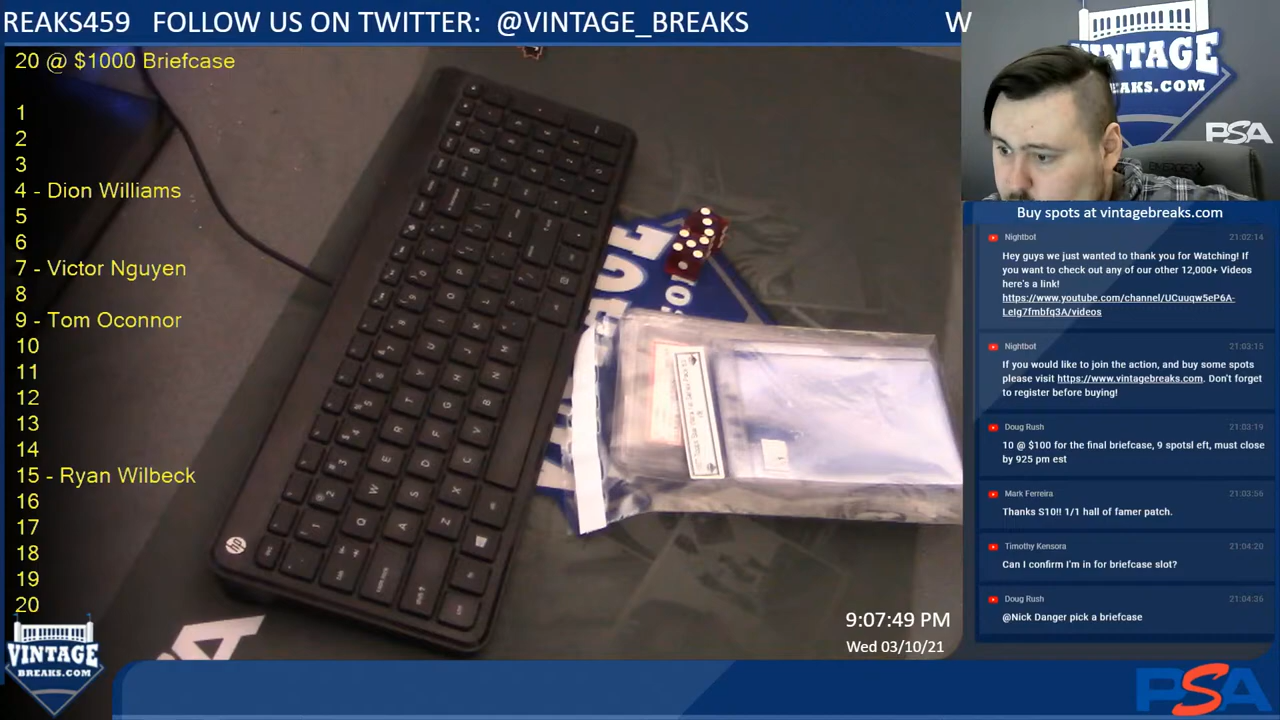 REAKS459 FOLLOW US ON TWITTER: @VINTAGE_BREAKS W
20 @ $1000 Briefcase
1
2
3
4 - Dion Williams
5
6
7 - Victor Nguyen
8
9 - Tom Oconnor
10
11
12
13
14
15 - Ryan Wilbeck
16
17
18
19
20
VINTAGE
BREAKS.COM
hp
9:07:49 PM
Wed 03/10/21
VINTAGE
EAKS.COM
PSA
Buy spots at vintagebreaks.com
Nightbot 21:02:14
Hey guys we just wanted to thank you for Watching! If
you want to check out any of our other 12,000+ Videos
here's a link!
https://www.youtube.com/channel/UCuuqw5eP6A-
LeIg7fmbfq3A/videos
Nightbot 21:03:15
If you would like to join the action, and buy some spots
please visit https://www.vintagebreaks.com. Don't forget
to register before buying!
Doug Rush 21:03:19
10 @ $100 for the final briefcase, 9 spotsl eft, must close
by 925 pm est
Mark Ferreira 21:03:56
Thanks S10!! 1/1 hall of famer patch.
Timothy Kensora 21:04:20
Can I confirm I'm in for briefcase slot?
Doug Rush 21:04:36
@Nick Danger pick a briefcase
PSA